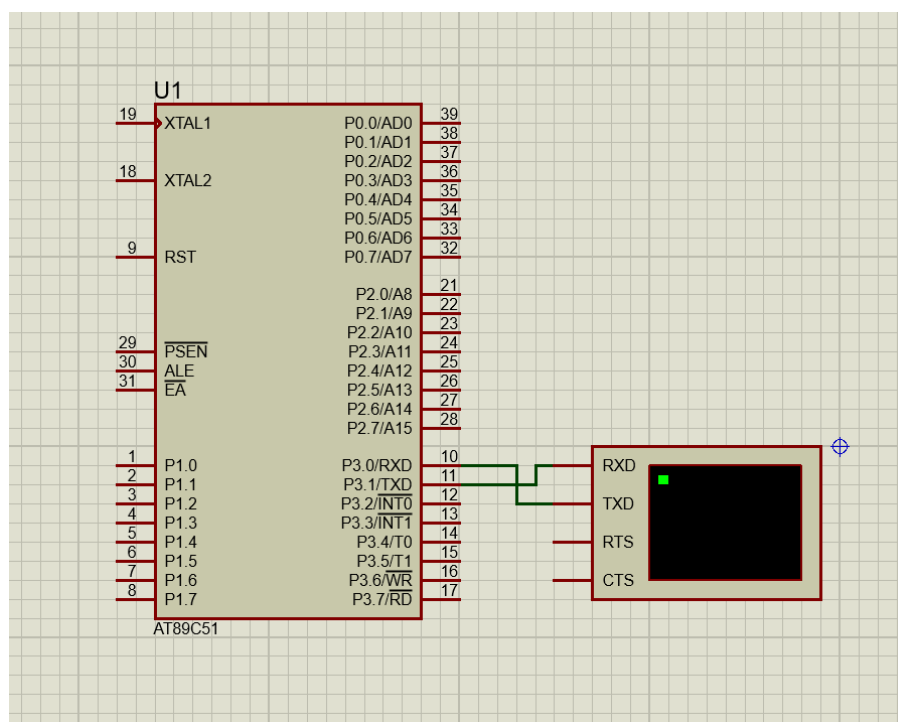 U1
19 XTAL1 P0.0/AD0 39
P0.1/AD1 38
P0.2/AD2 37
18 XTAL2 P0.3/AD3 36
P0.4/AD4 35
P0.5/AD5 34
P0.6/AD6 33
9 RST P0.7/AD7 32
P2.0/A8 21
P2.1/A9 22
P2.2/A10 23
29 PSEN P2.3/A11 24
30 ALE P2.4/A12 25
31 EA P2.5/A13 26
P2.6/A14 27
P2.7/A15 28
1 P1.0 P3.0/RXD 10 RXD
2 P1.1 P3.1/TXD 11
3 P1.2 P3.2/INT0 12 TXD
4 P1.3 P3.3/INT1 13
5 P1.4 P3.4/T0 14 RTS
6 P1.5 P3.5/T1 15
7 P1.6 P3.6/WR 16 CTS
8 P1.7 P3.7/RD 17
AT89C51